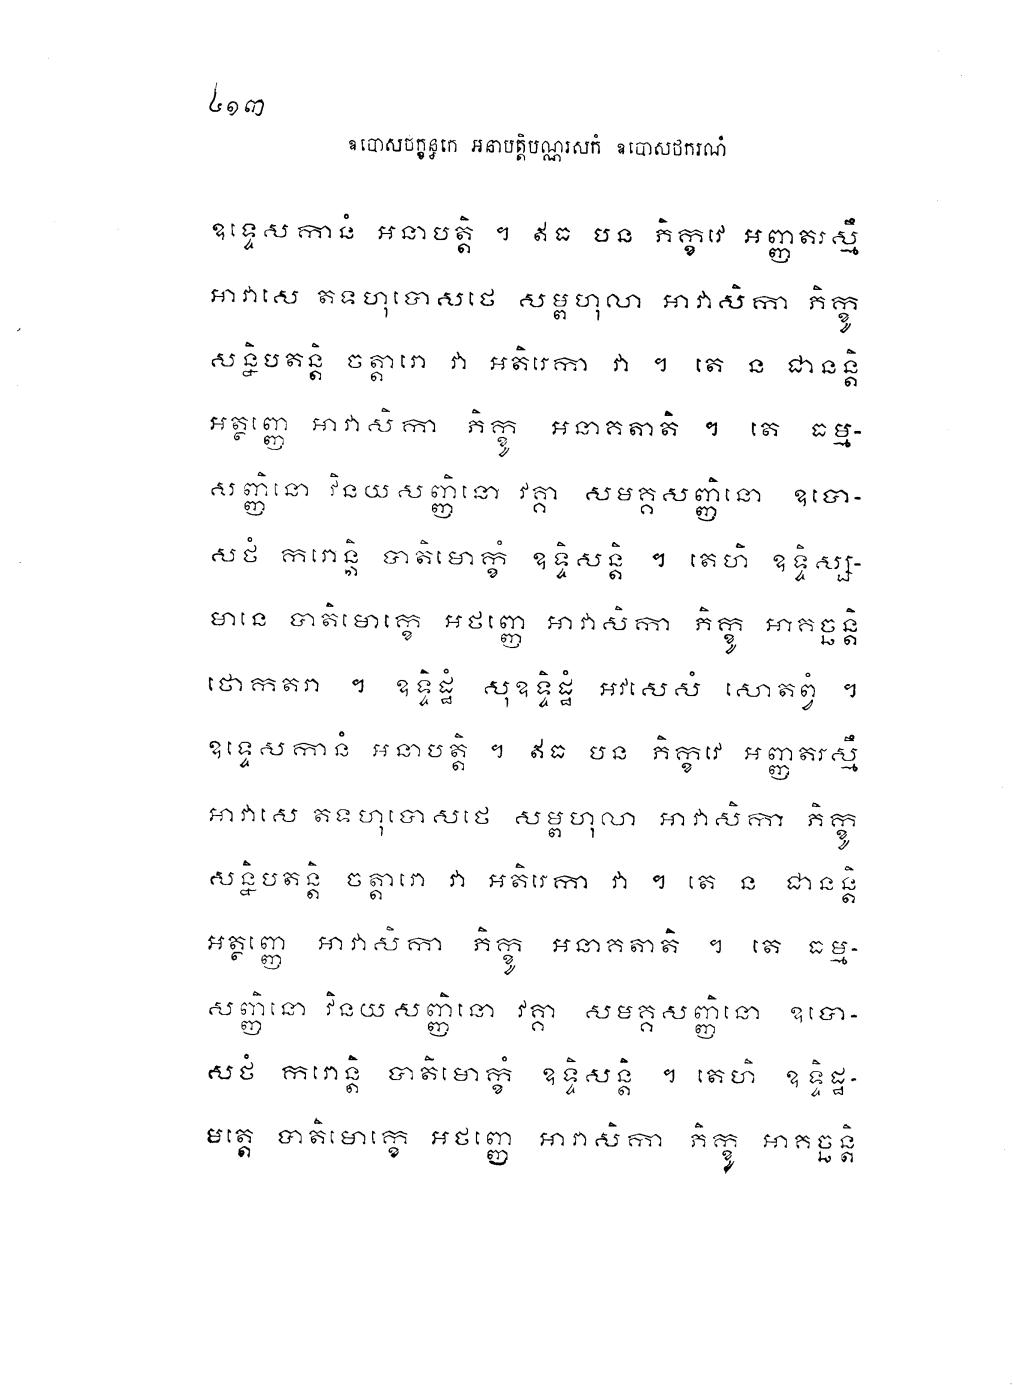 ៤១៣
ឧបោសថក្ខន្ធកេ អនាបត្តិបណ្ណរសកំ ឧបោសថករណំ
ឧទ្ទេសកានំ អនាបត្តិ ។ ឥធ បន ភិក្ខវេ អញ្ញតរស្មឹ
អាវាសេ តទហុបោសថេ សម្ពហុលា អាវាសិកា ភិក្ខូ
សន្និបតន្តិ ចត្តារោ វា អតិរេកា វា ។ តេ ន ជានន្តិ
អត្ថញ្ញេ អាវាសិកា ភិក្ខូ អនាគតាតិ ។ តេ ធម្ម-
សញ្ញិនោ វិនយសញ្ញិនោ វគ្គា សមគ្គសញ្ញិនោ ឧបោ-
សថំ ករោន្តិ បាតិមោក្ខំ ឧទ្ទិសន្តិ ។ តេហិ ឧទ្ទិស្ស-
មានេ បាតិមោក្ខេ អថញ្ញេ អាវាសិកា ភិក្ខូ អាគច្ឆន្តិ
ថោកតរា ។ ឧទ្ទិដ្ឋំ សុឧទ្ទិដ្ឋំ អវសេសំ សោតព្វំ ។
ឧទ្ទេសកានំ អនាបត្តិ ។ ឥធ បន ភិក្ខវេ អញ្ញតរស្មឹ
អាវាសេ តទហុបោសថេ សម្ពហុលា អាវាសិកា ភិក្ខូ
សន្និបតន្តិ ចត្តារោ វា អតិរេកា វា ។ តេ ន ជានន្តិ
អត្ថញ្ញេ អាវាសិកា ភិក្ខូ អនាគតាតិ ។ តេ ធម្ម-
សញ្ញិនោ វិនយសញ្ញិនោ វគ្គា សមគ្គសញ្ញិនោ ឧបោ-
សថំ ករោន្តិ បាតិមោក្ខំ ឧទ្ទិសន្តិ ។ តេហិ ឧទ្ទិដ្ឋ-
មត្តេ បាតិមោក្ខេ អថញ្ញេ អាវាសិកា ភិក្ខូ អាគច្ឆន្តិ